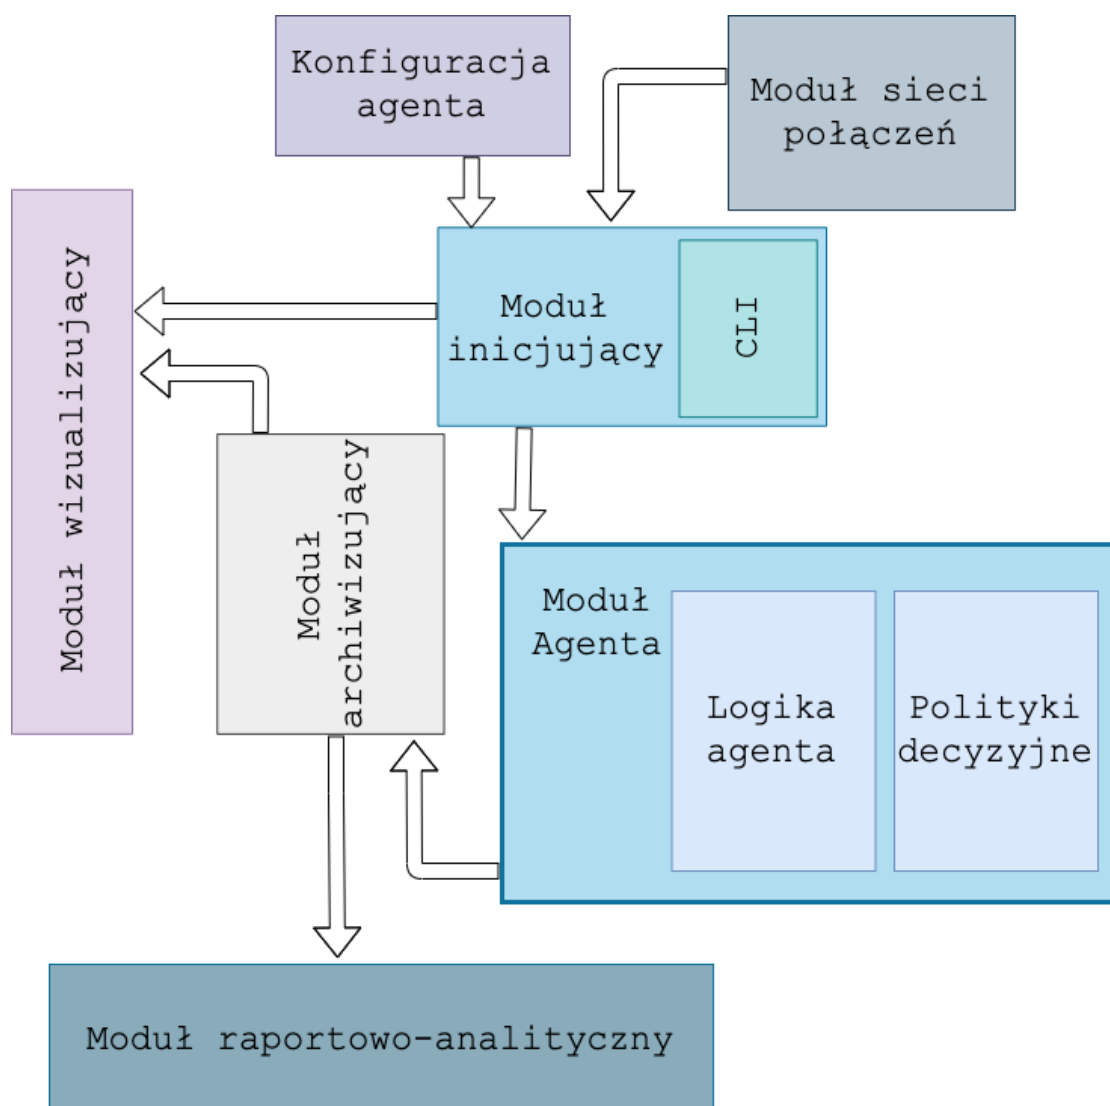 Konfiguracja
agenta
Moduł sieci
połączeń
Moduł wizualizujący
Moduł
inicjujący
CLI
Moduł
archiwizujący
Moduł
Agenta
Logika
agenta
Polityki
decyzyjne
Moduł raportowo-analityczny